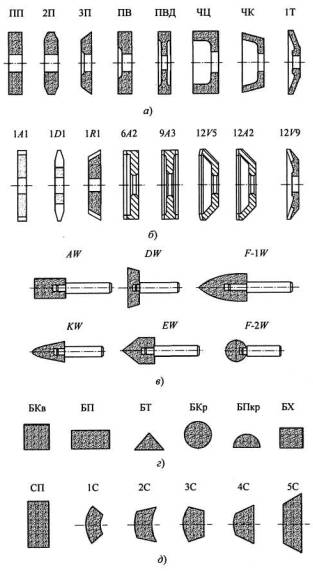 ПП 2П 3П ПВ ПВД ЧЦ ЧК 1Т
а)
1A1 1D1 1R1 6A2 9A3 12V5 12A2 12V9
б)
AW DW F-1W
KW EW F-2W
в)
БКв БП БТ БКр БПкр БХ
г)
СП 1С 2С 3С 4С 5С
д)